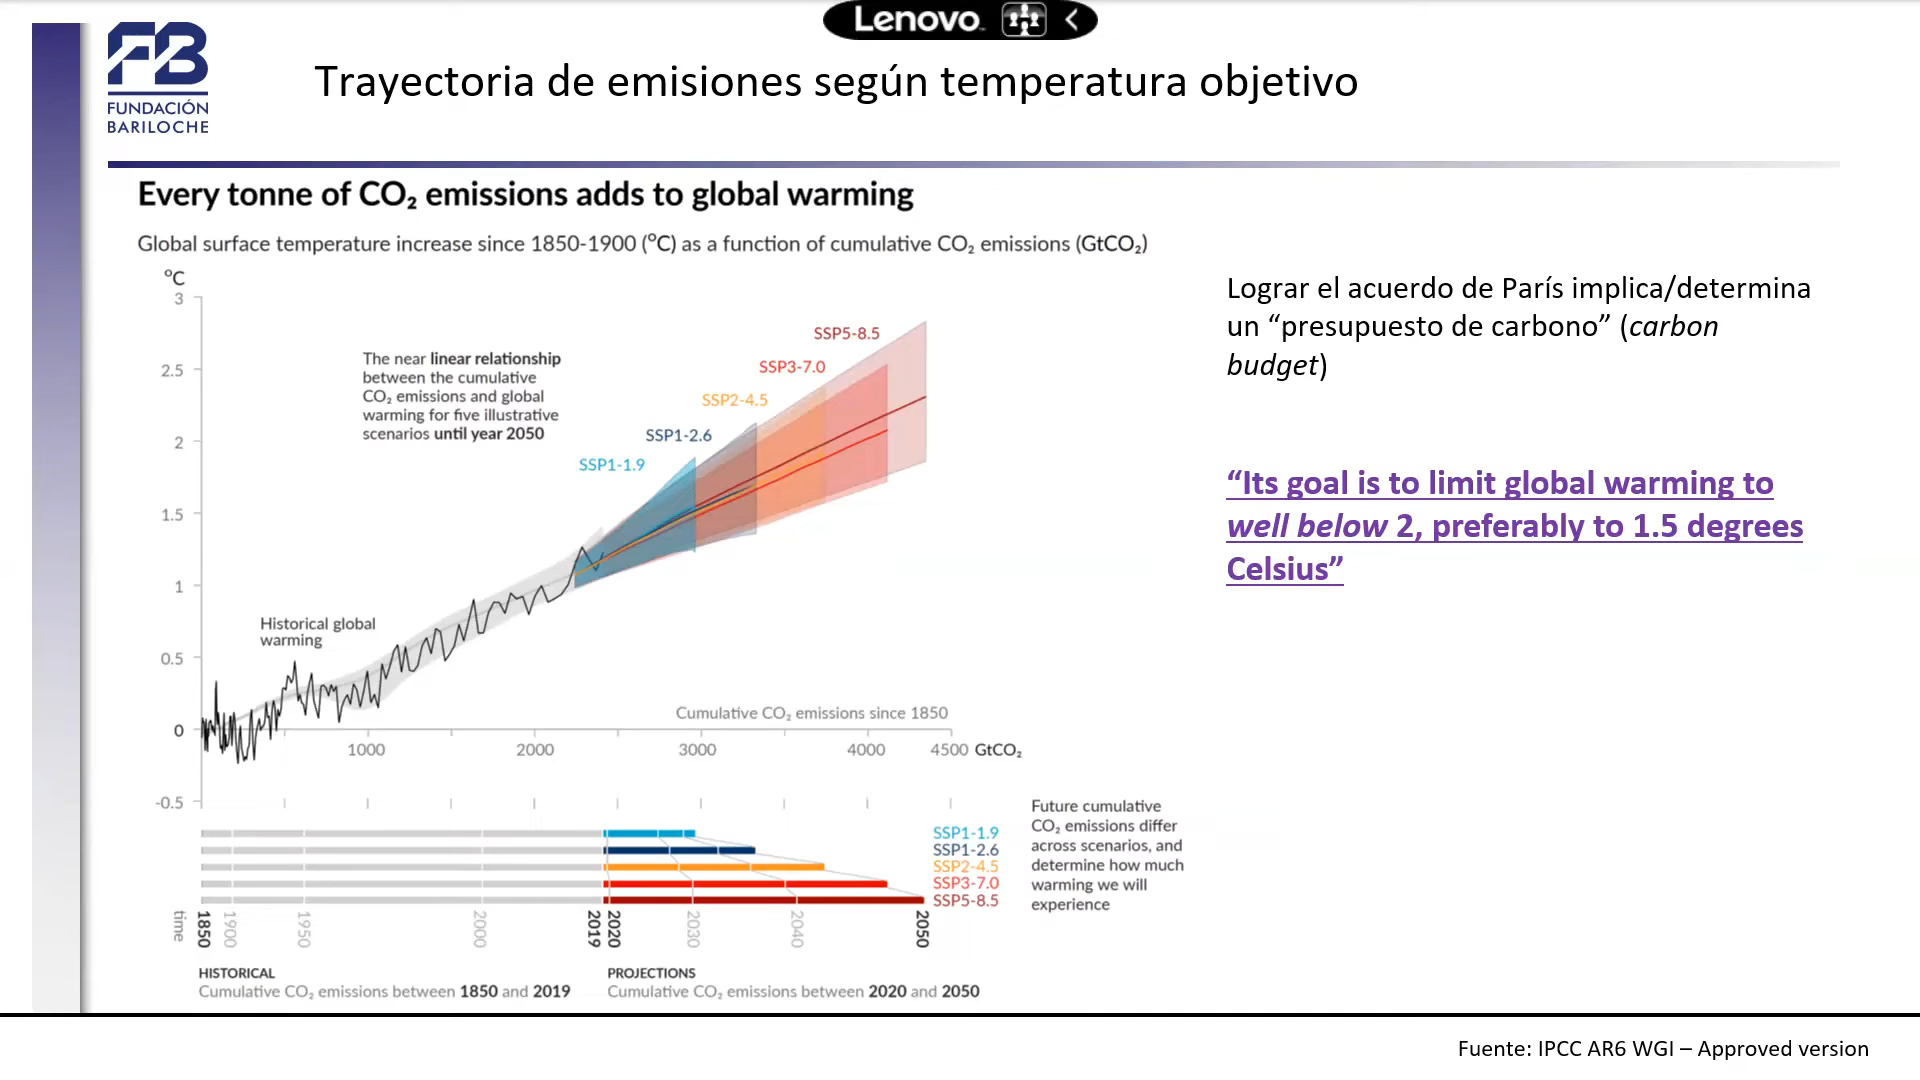 Lenovo
FB
FUNDACIÓN
BARILOCHE
Trayectoria de emisiones según temperatura objetivo
Every tonne of CO₂ emissions adds to global warming
Global surface temperature increase since 1850-1900 (°C) as a function of cumulative CO₂ emissions (GtCO₂)
°C
3
2.5
2
1.5
1
0.5
0
-0.5
The near linear relationship
between the cumulative
CO₂ emissions and global
warming for five illustrative
scenarios until year 2050
SSP5-8.5
SSP3-7.0
SSP2-4.5
SSP1-2.6
SSP1-1.9
Historical global
warming
Cumulative CO₂ emissions since 1850
1000 2000 3000 4000 4500 GtCO₂
SSP1-1.9
SSP1-2.6
SSP2-4.5
SSP3-7.0
SSP5-8.5
Future cumulative
CO₂ emissions differ
across scenarios, and
determine how much
warming we will
experience
time 1850 1900 1950 2000 2019 2020 2030 2040 2050
HISTORICAL
Cumulative CO₂ emissions between 1850 and 2019
PROJECTIONS
Cumulative CO₂ emissions between 2020 and 2050
Lograr el acuerdo de París implica/determina
un “presupuesto de carbono” (carbon
budget)
“Its goal is to limit global warming to
well below 2, preferably to 1.5 degrees
Celsius”
Fuente: IPCC AR6 WGI – Approved version